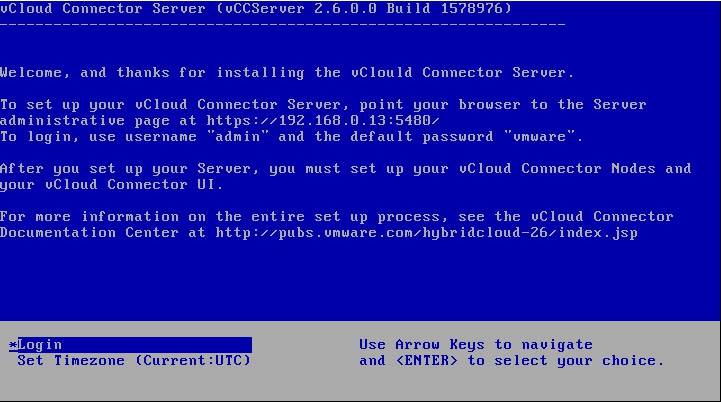 vCloud Connector Server (vCCServer 2.6.0.0 Build 1578976)
---------------------------------------------------------------
Welcome, and thanks for installing the vClould Connector Server.
To set up your vCloud Connector Server, point your browser to the Server
administrative page at https://192.168.0.13:5480/
To login, use username "admin" and the default password "vmware".
After you set up your Server, you must set up your vCloud Connector Nodes and
your vCloud Connector UI.
For more information on the entire set up process, see the vCloud Connector
Documentation Center at http://pubs.vmware.com/hybridcloud-26/index.jsp
*Login
Set Timezone (Current:UTC)
Use Arrow Keys to navigate
and <ENTER> to select your choice.